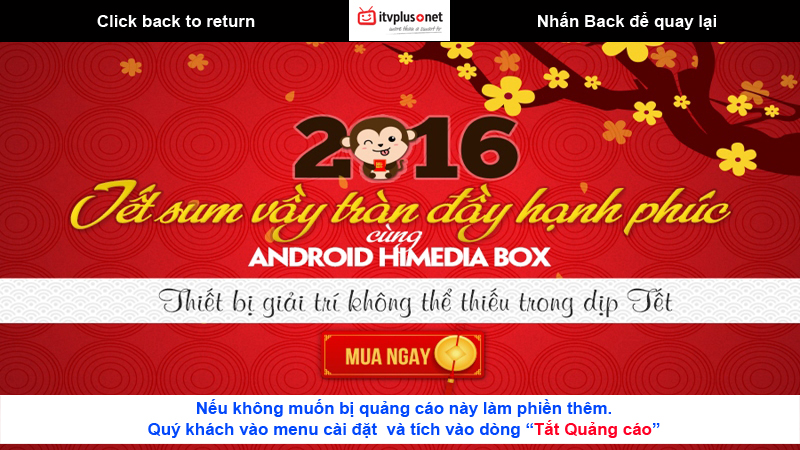 Click back to return
itvplus.net
Nhấn Back để quay lại
2016
Tết sum vầy tràn đầy hạnh phúc
cùng
ANDROID HIMEDIA BOX
Thiết bị giải trí không thể thiếu trong dịp Tết
MUA NGAY
Nếu không muốn bị quảng cáo này làm phiền thêm.
Quý khách vào menu cài đặt và tích vào dòng “Tắt Quảng cáo”